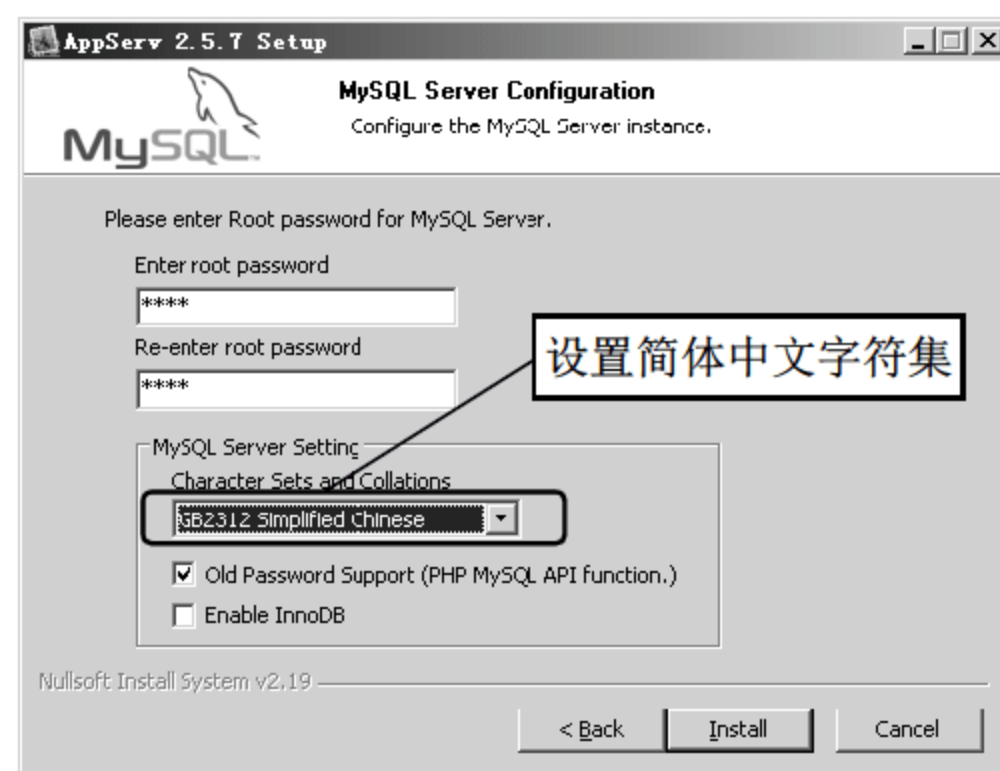 AppServ 2.5.7 Setup
MySQL
MySQL Server Configuration
Configure the MySQL Server instance.
Please enter Root password for MySQL Server.
Enter root password
****
Re-enter root password
****
设置简体中文字符集
MySQL Server Setting
Character Sets and Collations
GB2312 Simplified Chinese
Old Password Support (PHP MySQL API function.)
Enable InnoDB
Nullsoft Install System v2.19
< Back
Install
Cancel